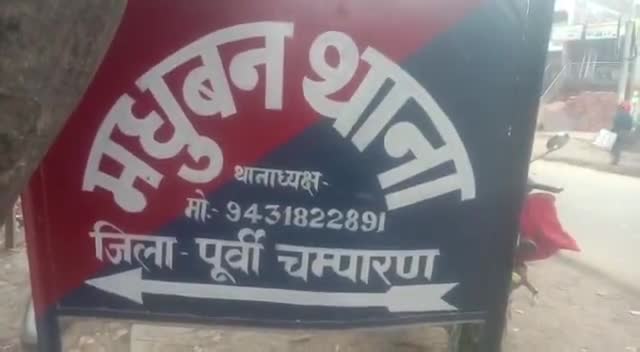 मधुबन थाना
थानाध्यक्ष-
मो:- 9431822891
जिला - पूर्वी चम्पारण